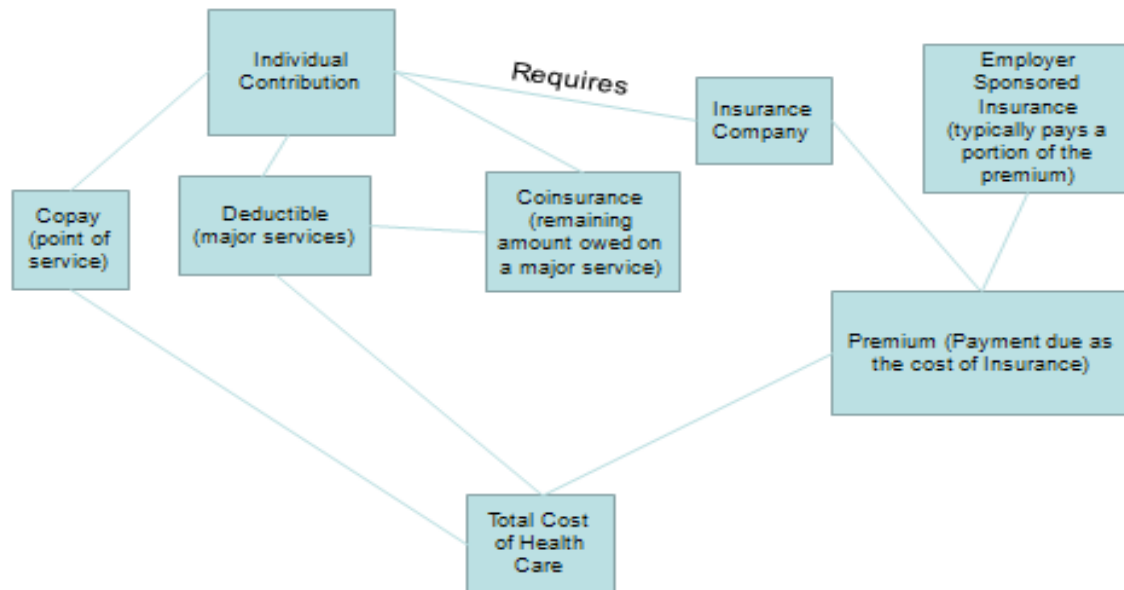 Individual
Contribution
Requires
Insurance
Company
Employer
Sponsored
Insurance
(typically pays a
portion of the
premium)
Copay
(point of
service)
Deductible
(major services)
Coinsurance
(remaining
amount owed on
a major service)
Premium (Payment due as
the cost of Insurance)
Total Cost
of Health
Care